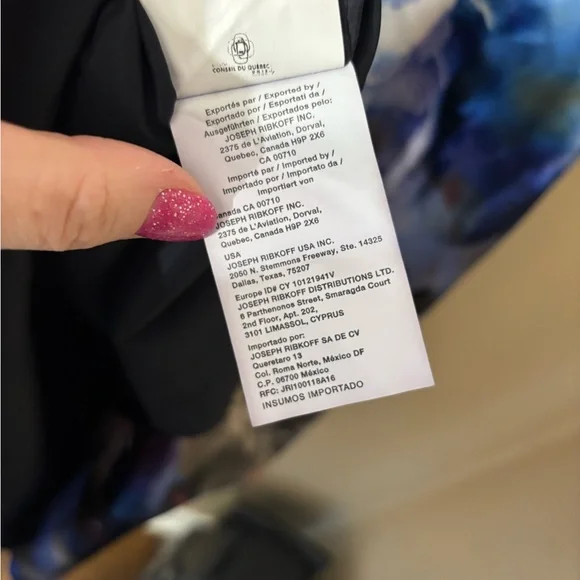 CONSEIL DU QUÉBEC
Exportés par / Exported by /
Exportado por / Esportati da /
Ausgeführten / Exportados pelo:
JOSEPH RIBKOFF INC.
2375 de L'Aviation, Dorval,
Quebec, Canada H9P 2X6
CA 00710
Importé par / Imported by /
Importado por / Importato da /
Importiert von
anada CA 00710
JOSEPH RIBKOFF INC.
2375 de L'Aviation, Dorval,
Quebec, Canada H9P 2X6
USA
JOSEPH RIBKOFF USA INC.
2050 N. Stemmons Freeway, Ste. 14325
Dallas, Texas, 75207
Europe ID# CY 10121941V
JOSEPH RIBKOFF DISTRIBUTIONS LTD.
6 Parthenonos Street, Smaragda Court
2nd Floor, Apt. 202,
3101 LIMASSOL, CYPRUS
Importado por:
JOSEPH RIBKOFF SA DE CV
Queretaro 13
Col. Roma Norte, México DF
C.P. 06700 México
RFC: JRI100118A16
INSUMOS IMPORTADO